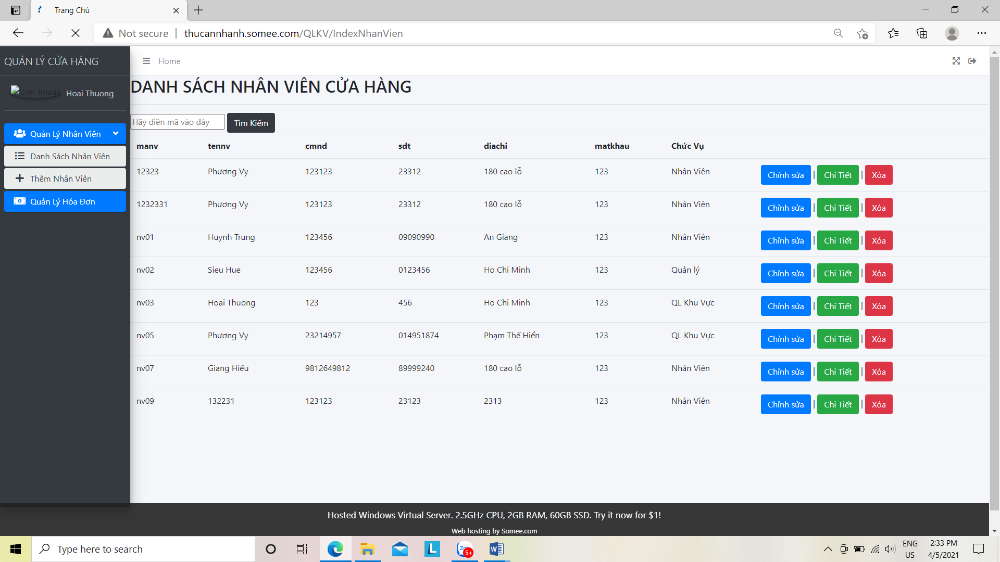 Trang Chủ
Not secure | thucannhanh.somee.com/QLKV/IndexNhanVien
QUẢN LÝ CỬA HÀNG
Home
User Image Hoai Thuong
DANH SÁCH NHÂN VIÊN CỬA HÀNG
Hãy điền mã vào đây Tìm Kiếm
Quản Lý Nhân Viên
Danh Sách Nhân Viên
Thêm Nhân Viên
Quản Lý Hóa Đơn
manv tennv cmnd sdt diachi matkhau Chức Vụ
12323 Phương Vy 123123 23312 180 cao lỗ 123 Nhân Viên Chỉnh sửa | Chi Tiết | Xóa
1232331 Phương Vy 123123 23312 180 cao lỗ 123 Nhân Viên Chỉnh sửa | Chi Tiết | Xóa
nv01 Huynh Trung 123456 09090990 An Giang 123 Nhân Viên Chỉnh sửa | Chi Tiết | Xóa
nv02 Sieu Hue 123456 0123456 Ho Chi Minh 123 Quản lý Chỉnh sửa | Chi Tiết | Xóa
nv03 Hoai Thuong 123 456 Ho Chi Minh 123 QL Khu Vực Chỉnh sửa | Chi Tiết | Xóa
nv05 Phương Vy 23214957 014951874 Phạm Thế Hiển 123 QL Khu Vực Chỉnh sửa | Chi Tiết | Xóa
nv07 Giang Hiếu 9812649812 89999240 180 cao lỗ 123 Nhân Viên Chỉnh sửa | Chi Tiết | Xóa
nv09 132231 123123 23123 2313 123 Nhân Viên Chỉnh sửa | Chi Tiết | Xóa
Hosted Windows Virtual Server. 2.5GHz CPU, 2GB RAM, 60GB SSD. Try it now for $1!
Web hosting by Somee.com
Type here to search
5+
ENG
US
2:33 PM
4/5/2021